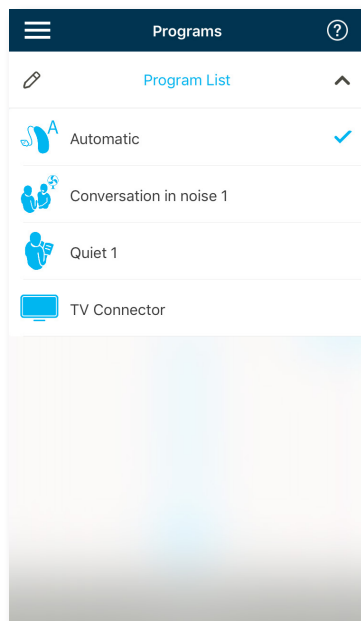 Programs
?
Program List
A
Automatic
Conversation in noise 1
Quiet 1
TV Connector